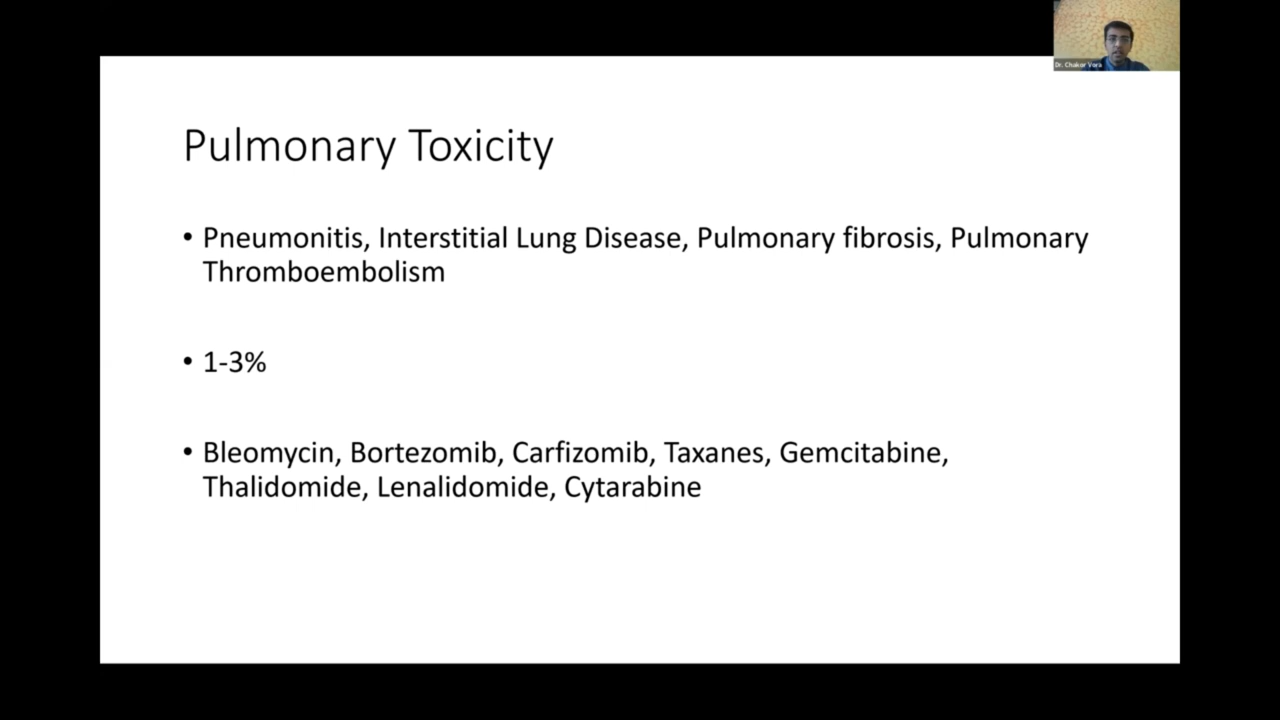 Dr. Chakor Vora
Pulmonary Toxicity
• Pneumonitis, Interstitial Lung Disease, Pulmonary fibrosis, Pulmonary
Thromboembolism
• 1-3%
• Bleomycin, Bortezomib, Carfizomib, Taxanes, Gemcitabine,
Thalidomide, Lenalidomide, Cytarabine